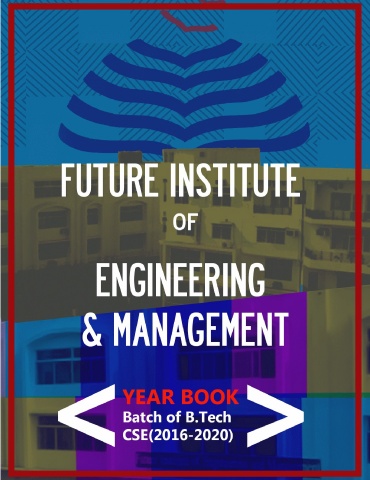 FUTURE INSTITUTE
OF
ENGINEERING
& MANAGEMENT
YEAR BOOK
Batch of B.Tech
CSE(2016-2020)